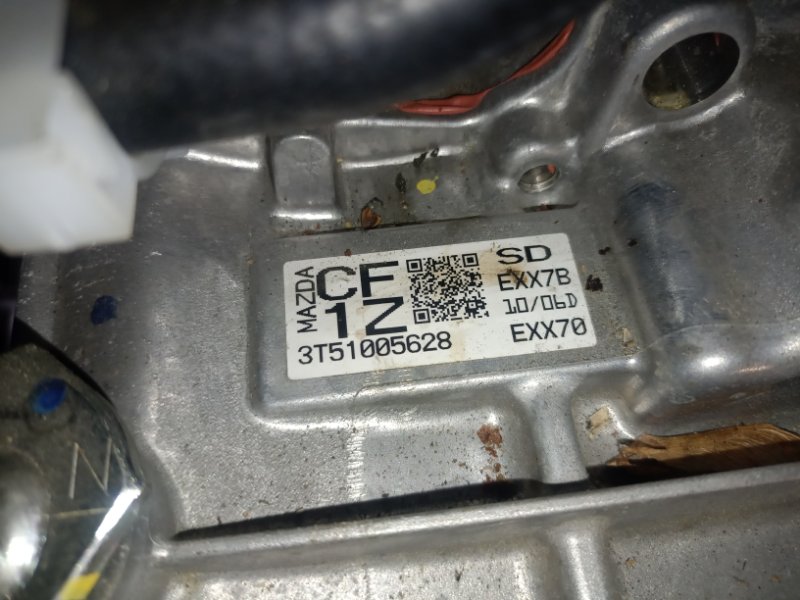 MAZDA
CF
1Z
3T51005628
SD
EXX7B
10/06D
EXX70
N